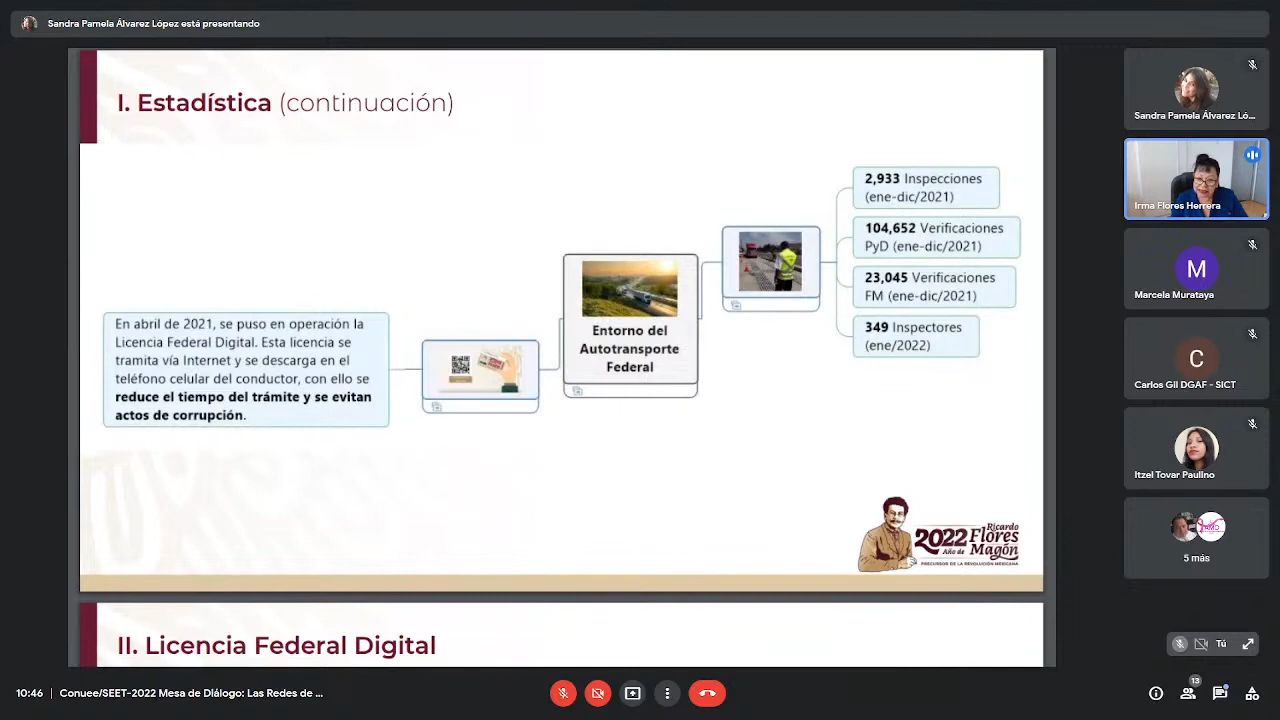 Sandra Pamela Álvarez López está presentando
I. Estadística (continuación)
2,933 Inspecciones
(ene-dic/2021)
104,652 Verificaciones
PyD (ene-dic/2021)
23,045 Verificaciones
FM (ene-dic/2021)
349 Inspectores
(ene/2022)
Entorno del
Autotransporte
Federal
En abril de 2021, se puso en operación la
Licencia Federal Digital. Esta licencia se
tramita vía Internet y se descarga en el
teléfono celular del conductor, con ello se
reduce el tiempo del trámite y se evitan
actos de corrupción.
2022
Año de
Ricardo
Flores
Magón
PRECURSOR DE LA REVOLUCIÓN MEXICANA
II. Licencia Federal Digital
Sandra Pamela Álvarez Ló...
Irma Flores Herrera
M
Marcela Murataya
C
Carlos GII DGAF - SICT
Itzel Tovar Paulino
5 más
Tú
10:46 | Conuee/SEET-2022 Mesa de Diálogo: Las Redes de ...
13